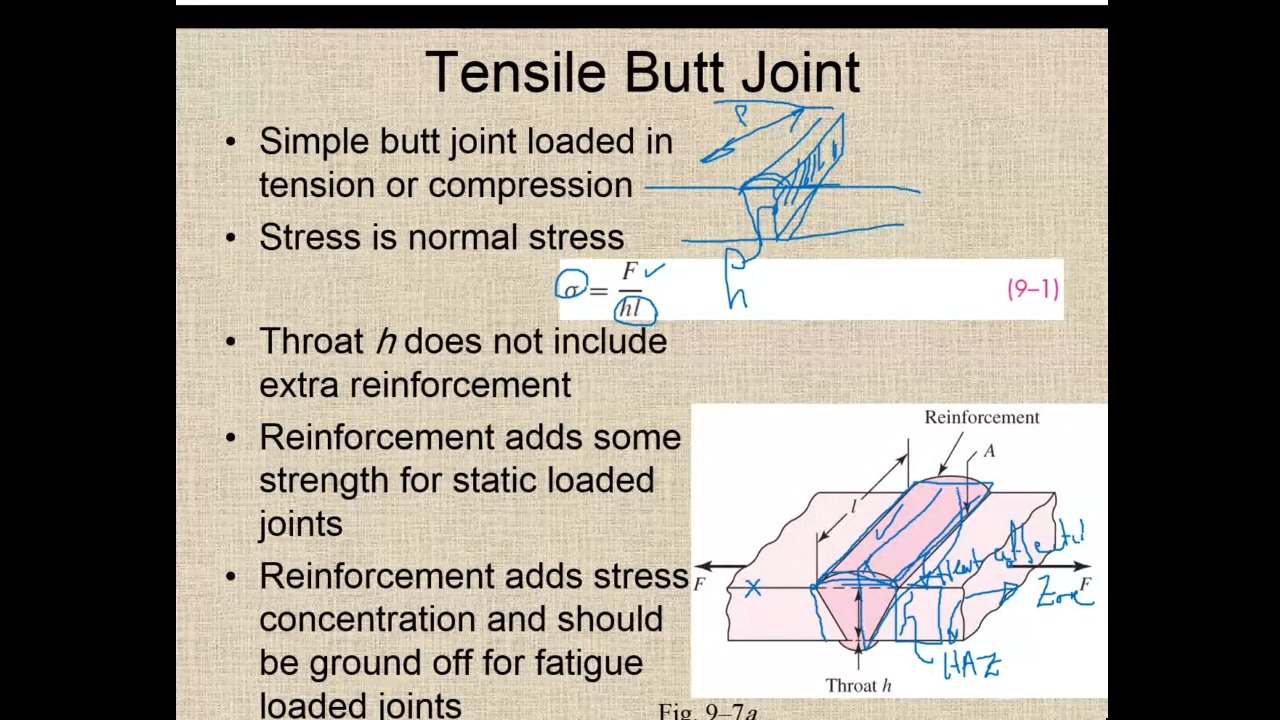 Tensile Butt Joint
• Simple butt joint loaded in
tension or compression
• Stress is normal stress
σ = F / hl
(9–1)
h
• Throat h does not include
extra reinforcement
• Reinforcement adds some
strength for static loaded
joints
• Reinforcement adds stress
concentration and should
be ground off for fatigue
loaded joints
Reinforcement
A
l
F
F
Heat affected
Zone
HAZ
Throat h
Fig. 9–7a